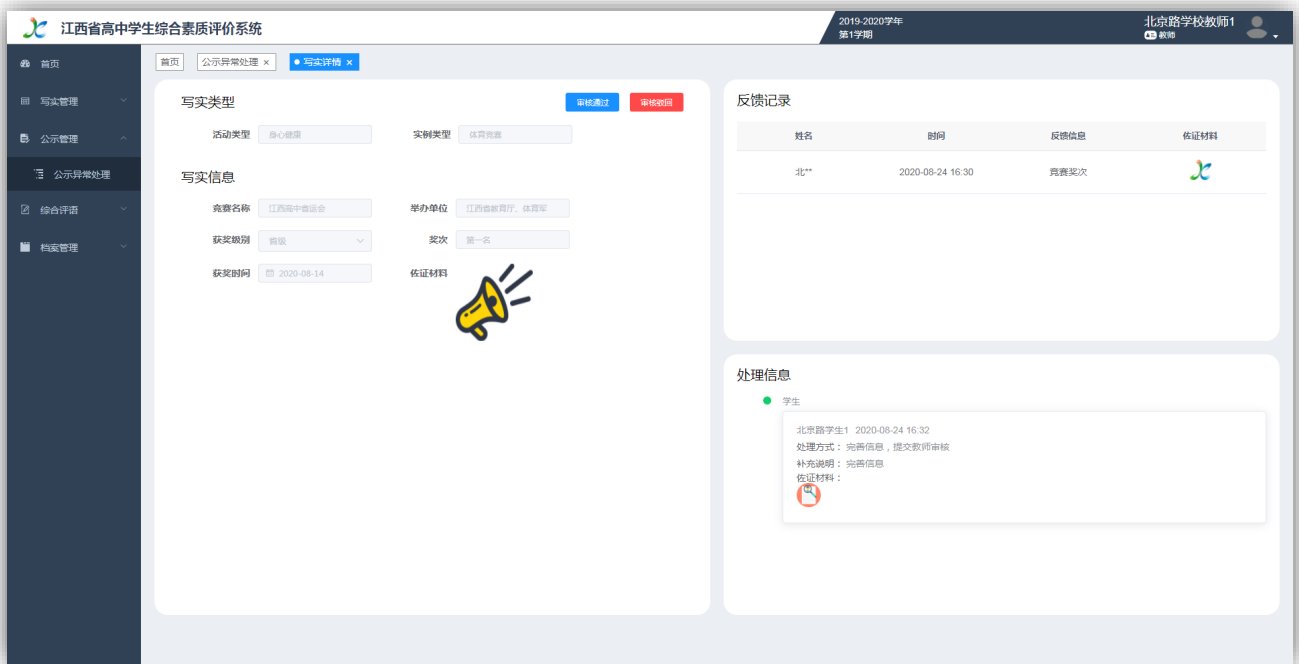 江西省高中学生综合素质评价系统
2019-2020学年
第1学期
北京路学校教师1
教师
首页
写实管理
公示管理
公示异常处理
综合评语
档案管理
首页
公示异常处理 ×
写实详情 ×
写实类型
审核通过
审核驳回
活动类型 身心健康
实例类型 体育竞赛
写实信息
竞赛名称 江西高中省运会
举办单位 江西省教育厅、体育军
获奖级别 省级
奖次 第一名
获奖时间 2020-08-14
佐证材料
反馈记录
姓名 时间 反馈信息 佐证材料
北** 2020-08-24 16:30 竞赛奖次
处理信息
学生
北京路学生1 2020-08-24 16:32
处理方式：完善信息，提交教师审核
补充说明：完善信息
佐证材料：